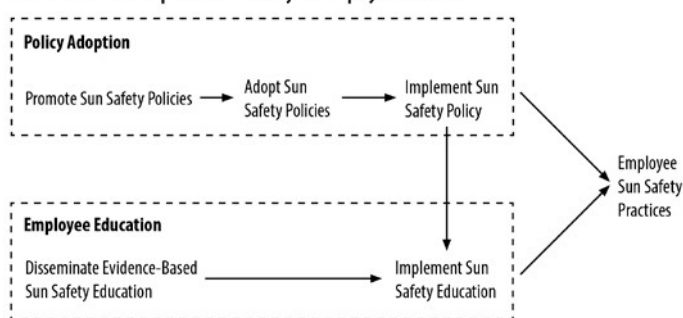 Policy Adoption
Promote Sun Safety Policies
Adopt Sun
Safety Policies
Implement Sun
Safety Policy
Employee
Sun Safety
Practices
Employee Education
Disseminate Evidence-Based
Sun Safety Education
Implement Sun
Safety Education